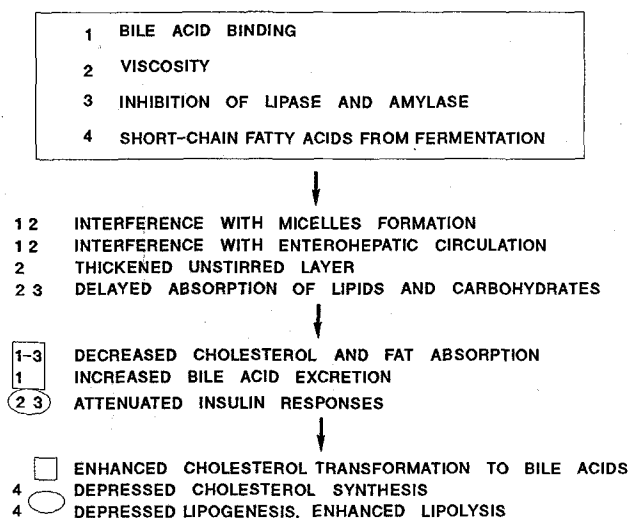 1 BILE ACID BINDING
2 VISCOSITY
3 INHIBITION OF LIPASE AND AMYLASE
4 SHORT-CHAIN FATTY ACIDS FROM FERMENTATION
1 2 INTERFERENCE WITH MICELLES FORMATION
1 2 INTERFERENCE WITH ENTEROHEPATIC CIRCULATION
2 THICKENED UNSTIRRED LAYER
2 3 DELAYED ABSORPTION OF LIPIDS AND CARBOHYDRATES
1-3 DECREASED CHOLESTEROL AND FAT ABSORPTION
1 INCREASED BILE ACID EXCRETION
2 3 ATTENUATED INSULIN RESPONSES
ENHANCED CHOLESTEROL TRANSFORMATION TO BILE ACIDS
4 DEPRESSED CHOLESTEROL SYNTHESIS
4 DEPRESSED LIPOGENESIS, ENHANCED LIPOLYSIS